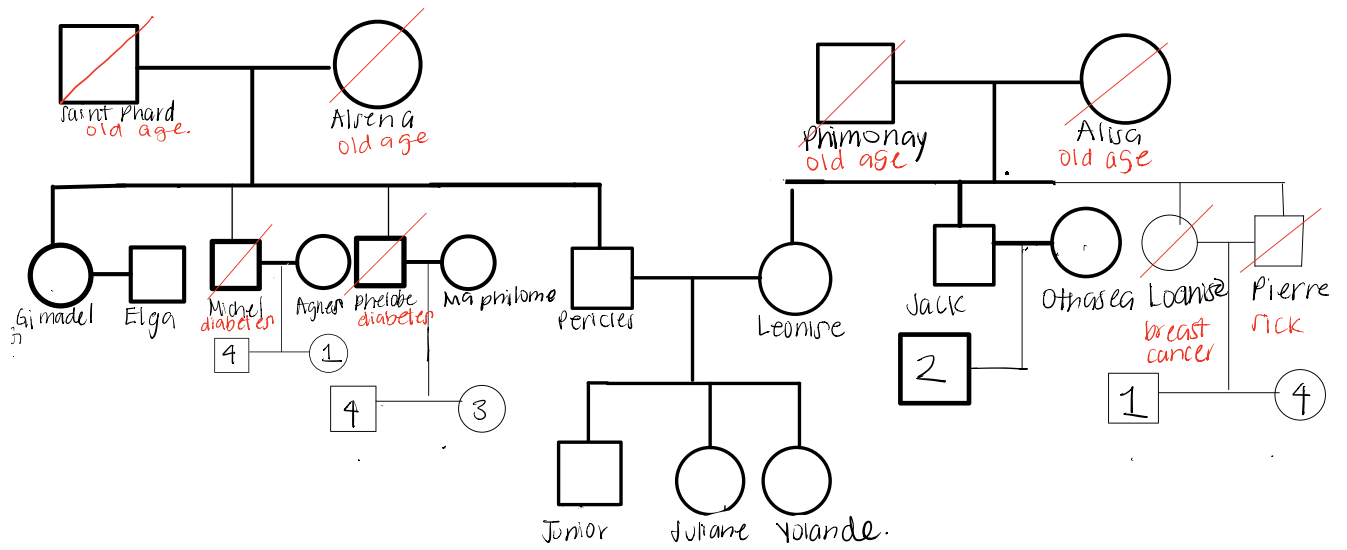 Saint Phard
old age.
Alsena
old age
Phimonay
old age
Alisa
old age
Gimadel
Elga
Michel
diabetes
Agnes
Phelobe
diabetes
Maphilome
Pericles
Leonise
Jack
Othasea
Loanise
breast
cancer
Pierre
sick
4
1
4
3
2
1
4
Junior
Juliane
Yolande.